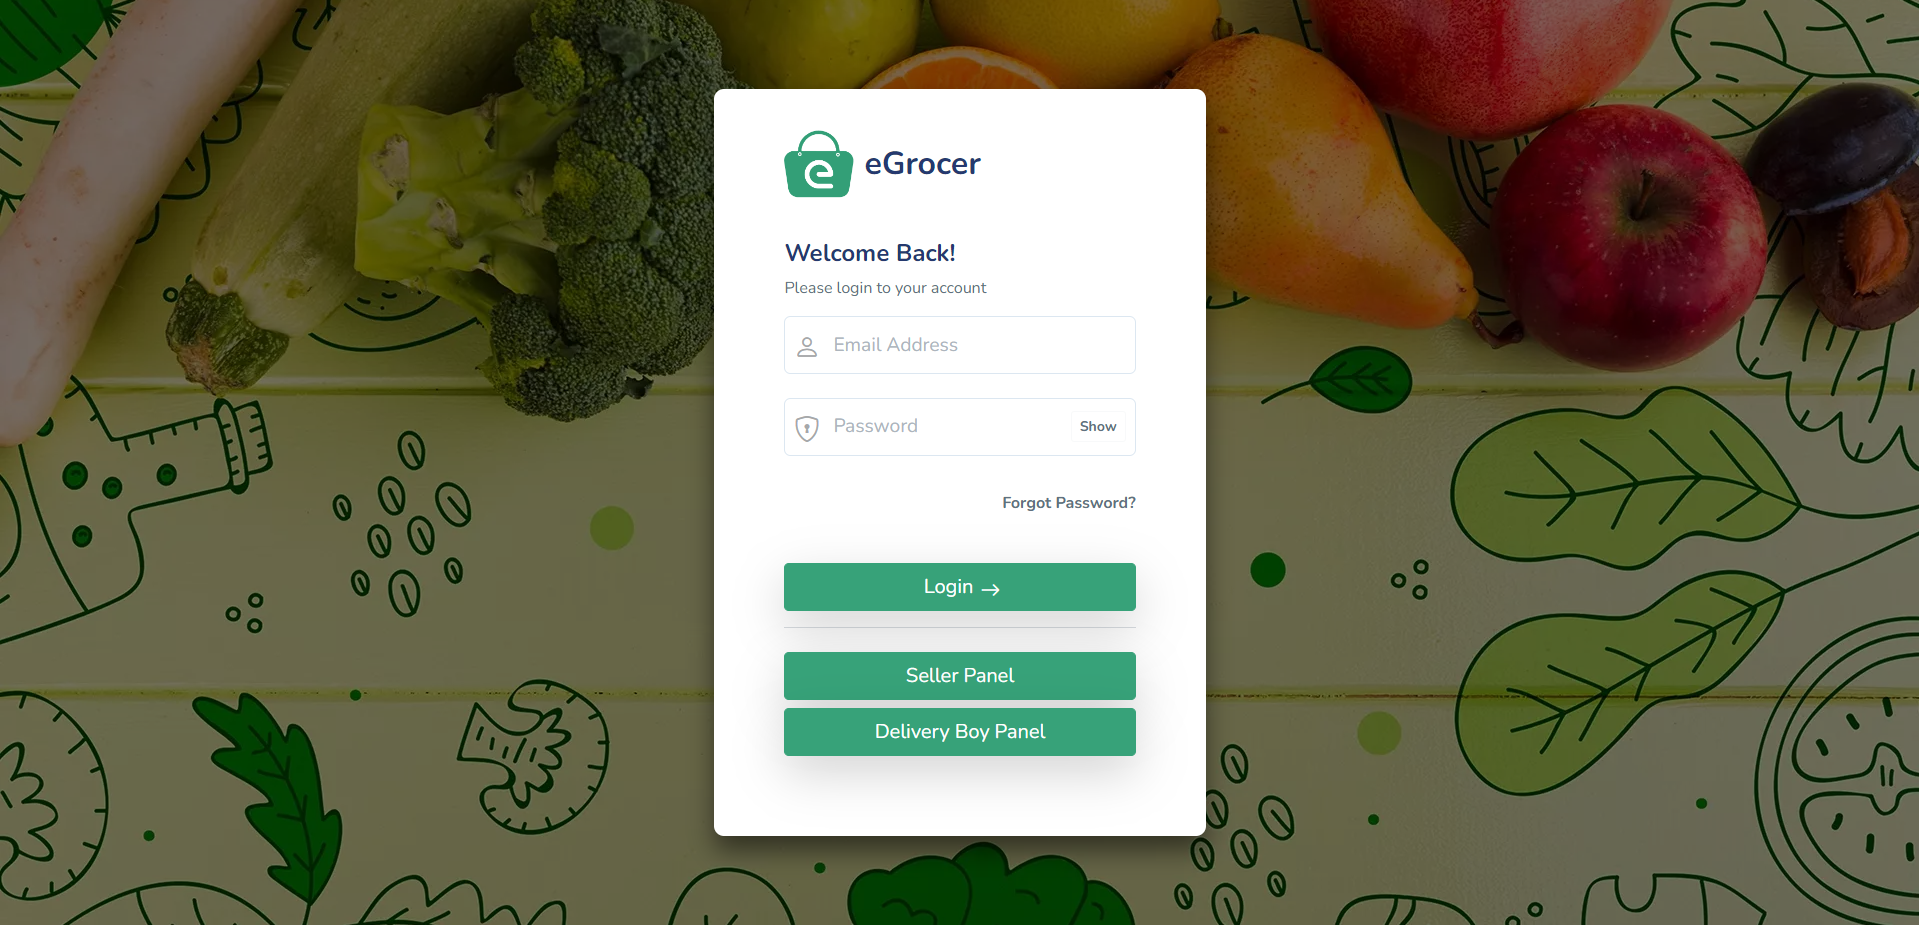 eGrocer
Welcome Back!
Please login to your account
Email Address
Password
Show
Forgot Password?
Login →
Seller Panel
Delivery Boy Panel